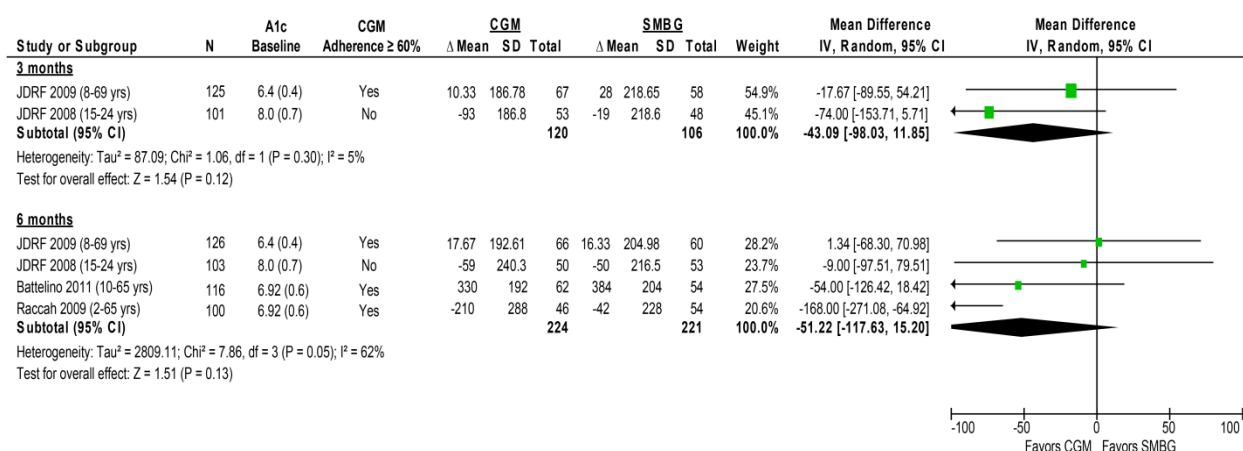 A1c CGM CGM SMBG Mean Difference Mean Difference
Study or Subgroup N Baseline Adherence ≥ 60% Δ Mean SD Total Δ Mean SD Total Weight IV, Random, 95% CI IV, Random, 95% CI
3 months
JDRF 2009 (8-69 yrs) 125 6.4 (0.4) Yes 10.33 186.78 67 28 218.65 58 54.9% -17.67 [-89.55, 54.21]
JDRF 2008 (15-24 yrs) 101 8.0 (0.7) No -93 186.8 53 -19 218.6 48 45.1% -74.00 [-153.71, 5.71]
Subtotal (95% CI) 120 106 100.0% -43.09 [-98.03, 11.85]
Heterogeneity: Tau² = 87.09; Chi² = 1.06, df = 1 (P = 0.30); I² = 5%
Test for overall effect: Z = 1.54 (P = 0.12)
6 months
JDRF 2009 (8-69 yrs) 126 6.4 (0.4) Yes 17.67 192.61 66 16.33 204.98 60 28.2% 1.34 [-68.30, 70.98]
JDRF 2008 (15-24 yrs) 103 8.0 (0.7) No -59 240.3 50 -50 216.5 53 23.7% -9.00 [-97.51, 79.51]
Battelino 2011 (10-65 yrs) 116 6.92 (0.6) Yes 330 192 62 384 204 54 27.5% -54.00 [-126.42, 18.42]
Raccah 2009 (2-65 yrs) 100 6.92 (0.6) Yes -210 288 46 -42 228 54 20.6% -168.00 [-271.08, -64.92]
Subtotal (95% CI) 224 221 100.0% -51.22 [-117.63, 15.20]
Heterogeneity: Tau² = 2809.11; Chi² = 7.86, df = 3 (P = 0.05); I² = 62%
Test for overall effect: Z = 1.51 (P = 0.13)
-100 -50 0 50 100
Favors CGM Favors SMBG